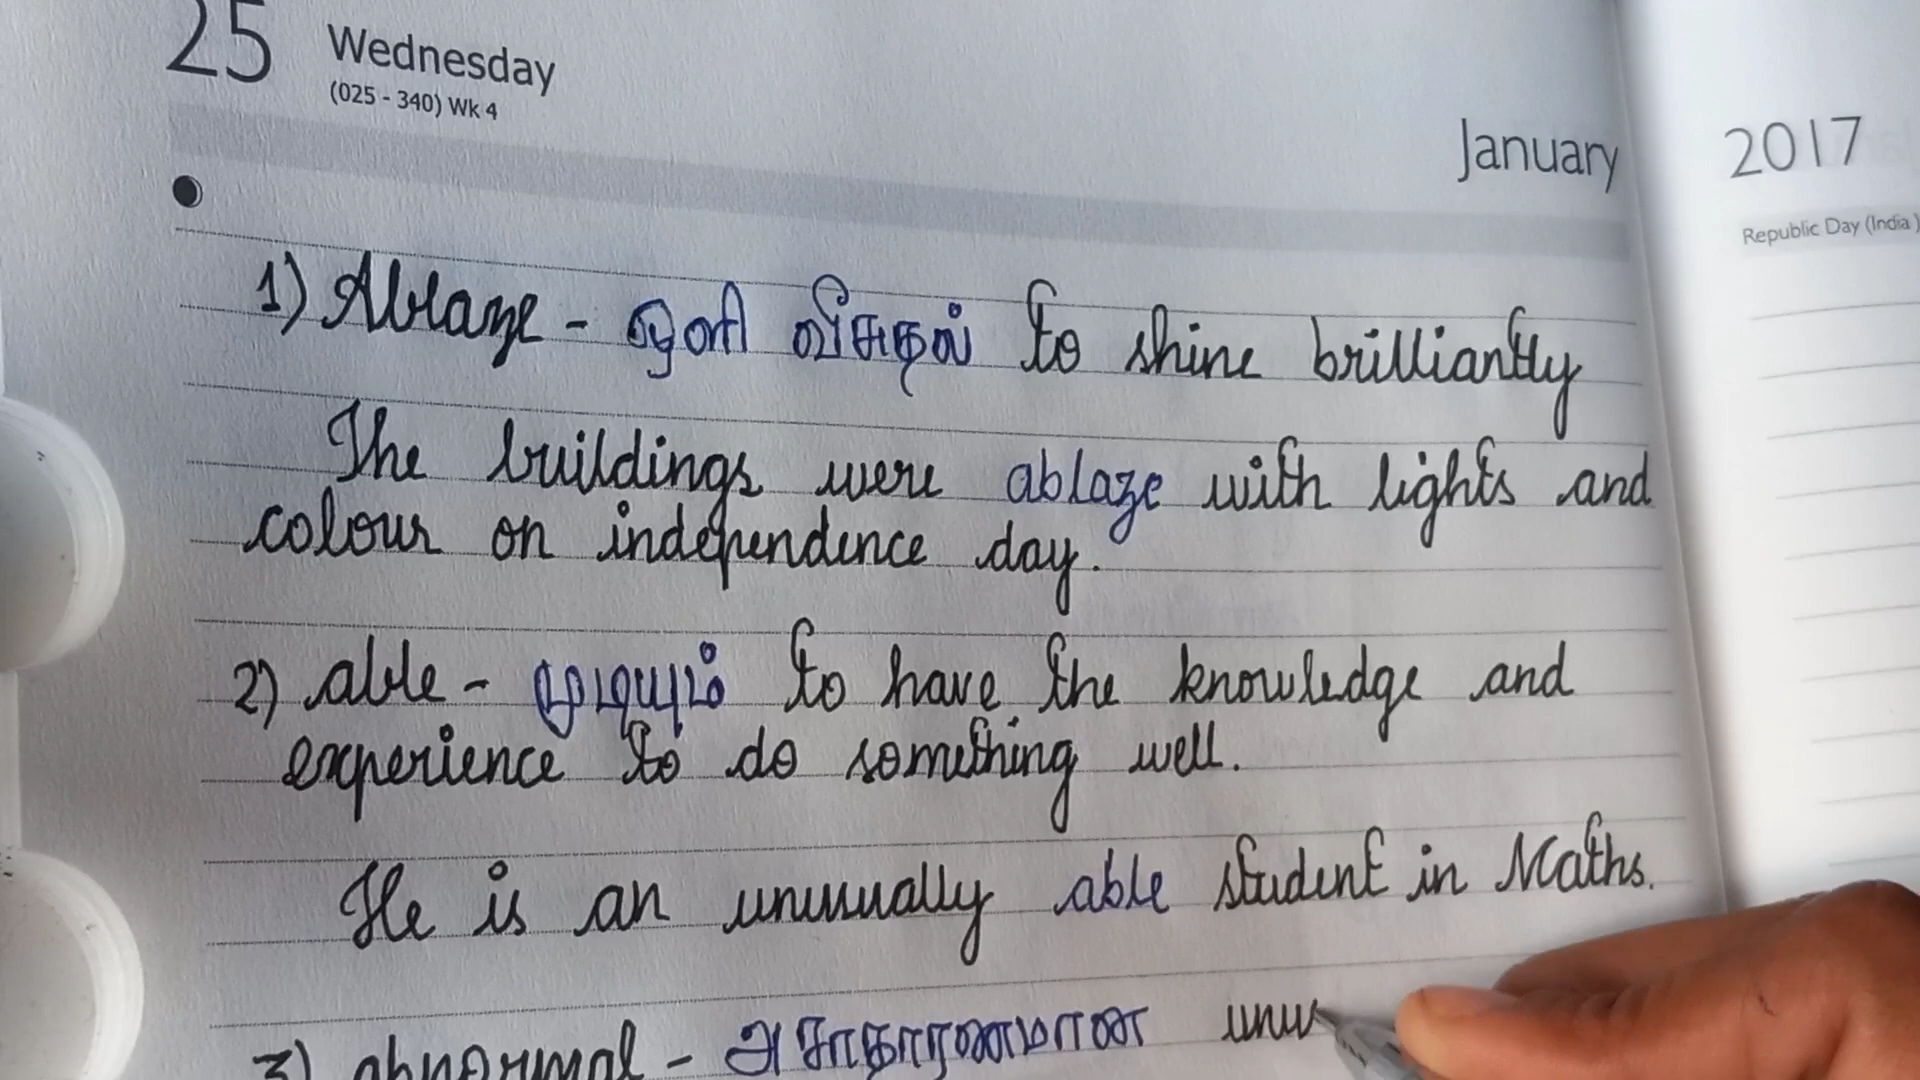 25 Wednesday
(025 - 340) Wk 4
January
2017
Republic Day (India)
1) Ablaze - ஒளி வீசுதல் to shine brilliantly
The buildings were ablaze with lights and
colour on independence day.
2) able - முடியும் to have the knowledge and
experience to do something well.
He is an unusually able student in Maths.
3) abnormal - அசாதாரணமான unu